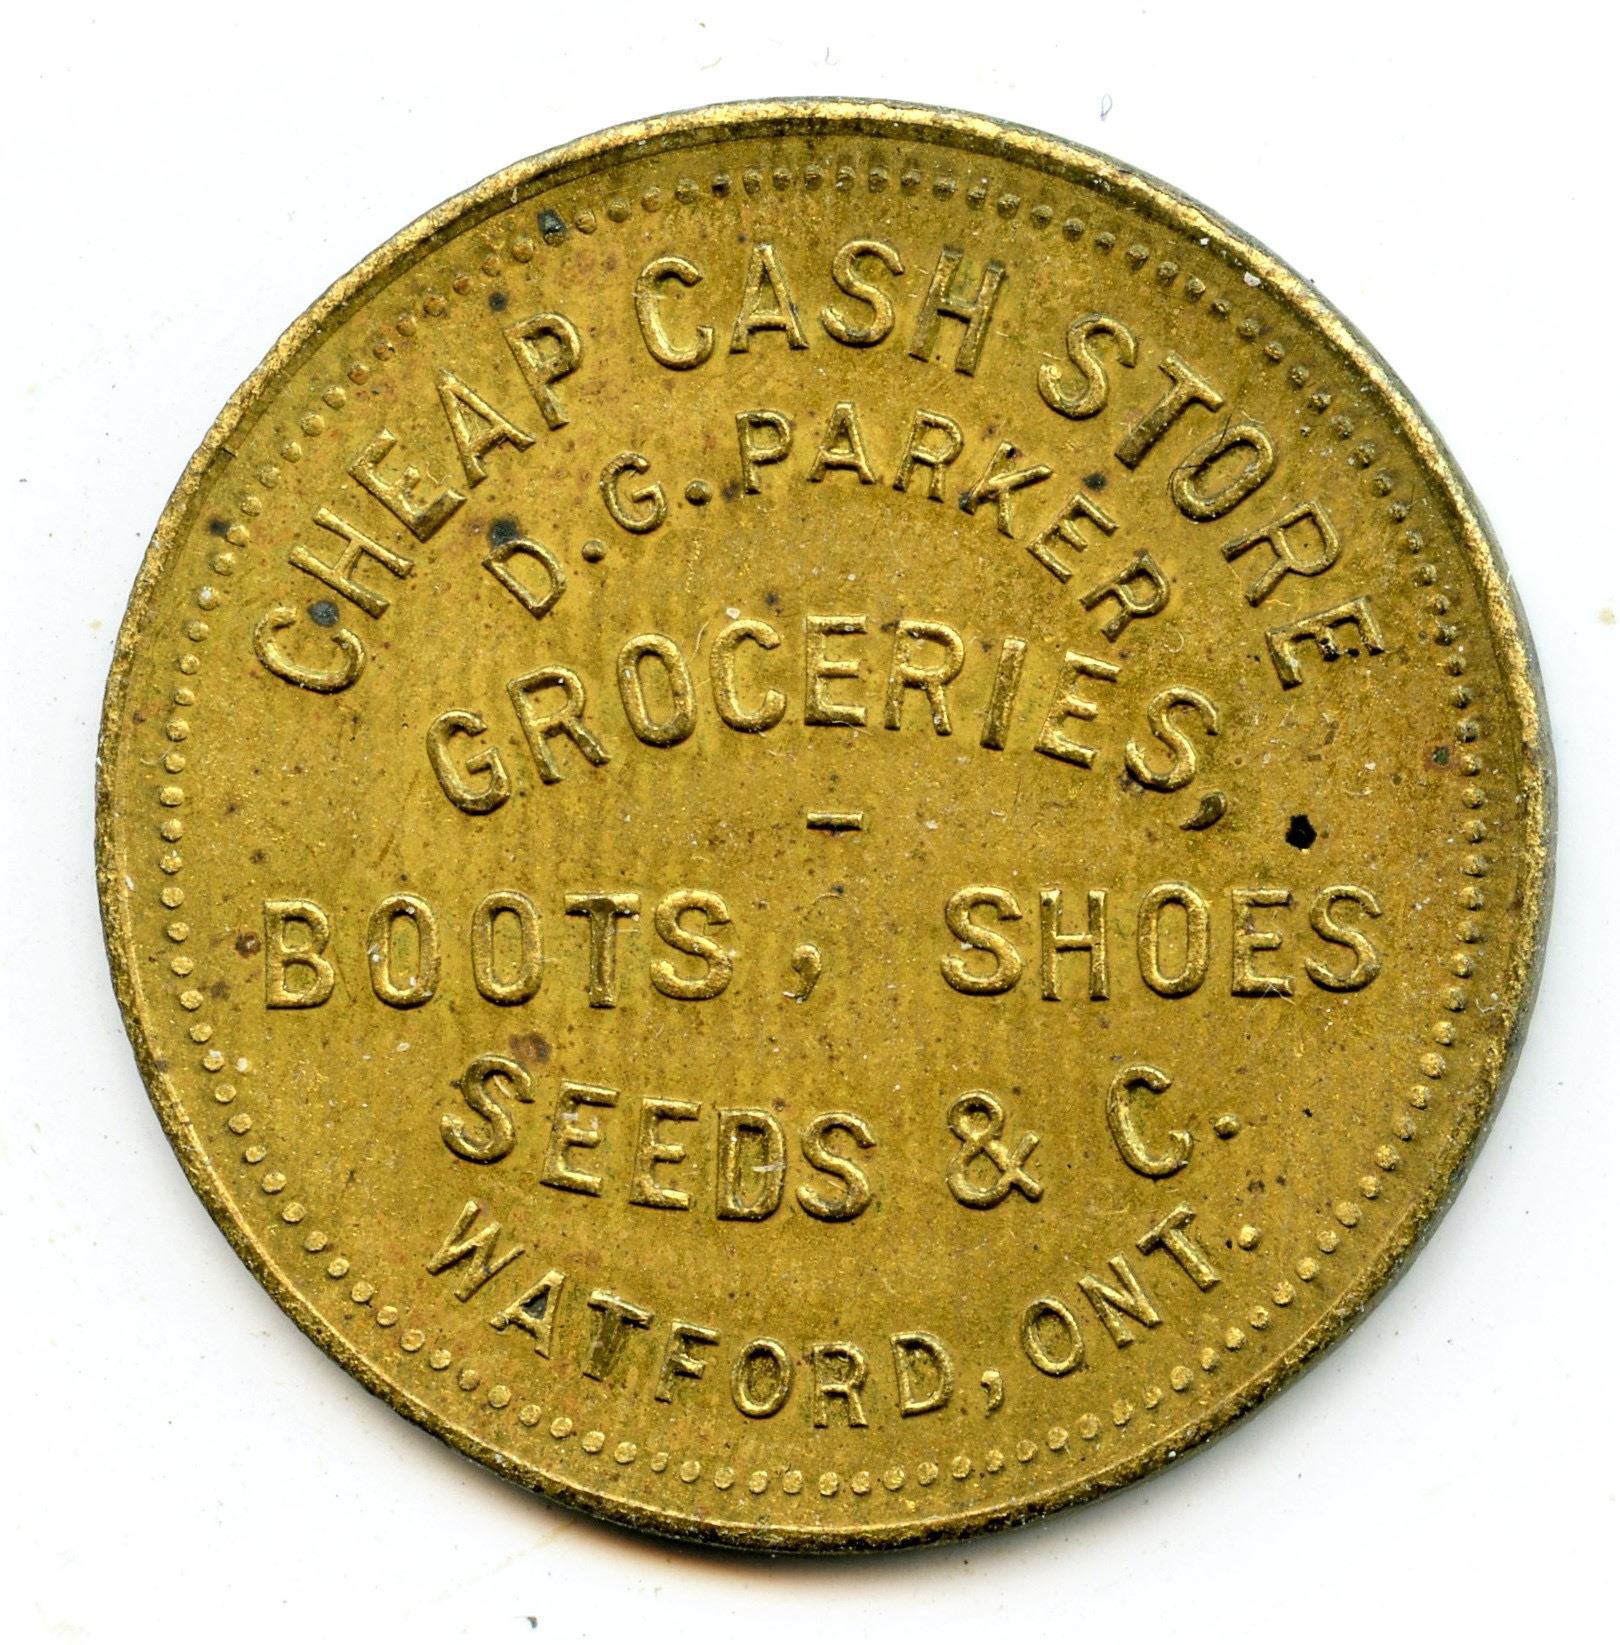 CHEAP CASH STORE
D.G. PARKER
GROCERIES,
-
BOOTS, SHOES
SEEDS & C.
WATFORD, ONT.